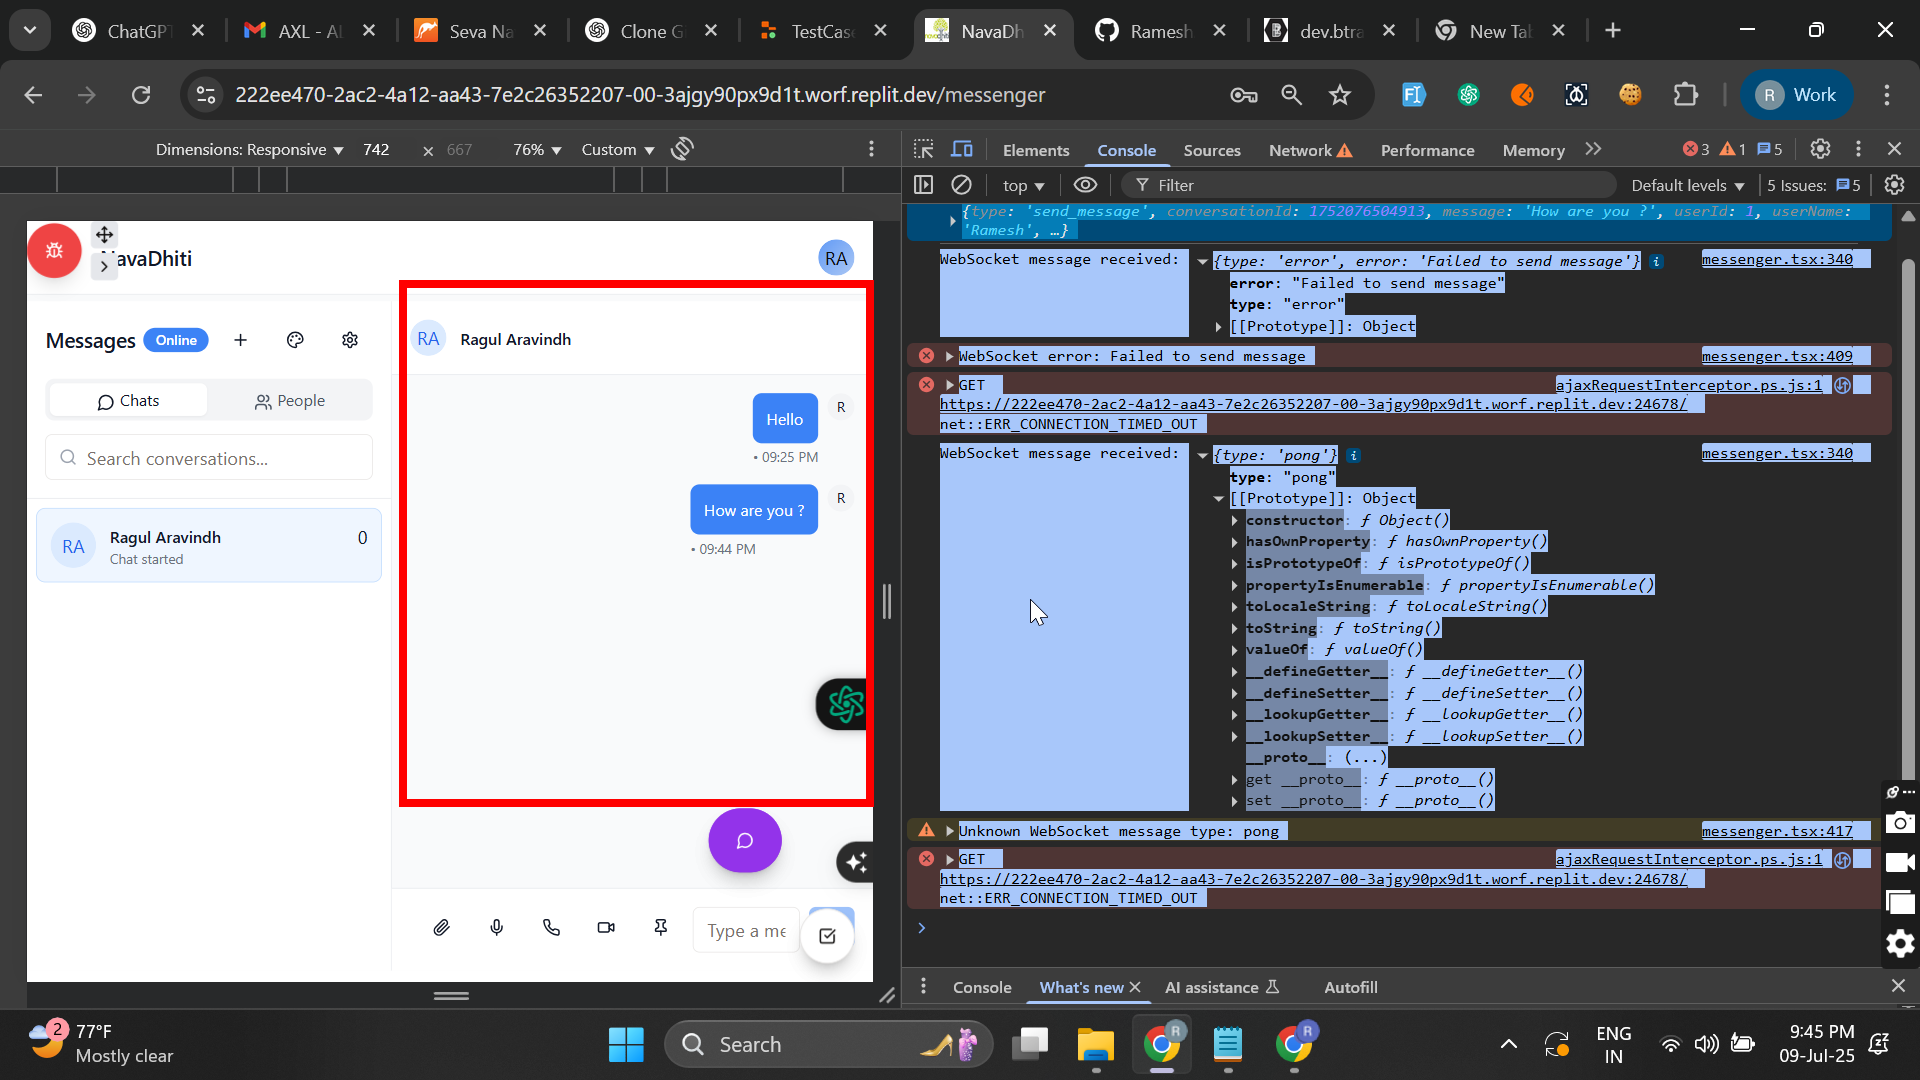 ChatGPT
AXL - AL
Seva Na
Clone G
TestCase
NavaDh
Ramesh
dev.btra
New Tab
222ee470-2ac2-4a12-aa43-7e2c26352207-00-3ajgy90px9d1t.worf.replit.dev/messenger
R Work
Dimensions: Responsive 742 × 667 76% Custom
Elements Console Sources Network Performance Memory 3 1 5
top Filter Default levels 5 Issues: 5
NavaDhiti
RA
Messages Online
Chats People
Search conversations...
RA Ragul Aravindh 0
Chat started
RA Ragul Aravindh
Hello R
• 09:25 PM
How are you ? R
• 09:44 PM
Type a me
{type: 'send_message', conversationId: 1752076504913, message: 'How are you ?', userId: 1, userName:
'Ramesh', …}
WebSocket message received: {type: 'error', error: 'Failed to send message'} messenger.tsx:340
error: "Failed to send message"
type: "error"
[[Prototype]]: Object
WebSocket error: Failed to send message messenger.tsx:409
GET ajaxRequestInterceptor.ps.js:1
https://222ee470-2ac2-4a12-aa43-7e2c26352207-00-3ajgy90px9d1t.worf.replit.dev:24678/
net::ERR_CONNECTION_TIMED_OUT
WebSocket message received: {type: 'pong'} messenger.tsx:340
type: "pong"
[[Prototype]]: Object
constructor: ƒ Object()
hasOwnProperty: ƒ hasOwnProperty()
isPrototypeOf: ƒ isPrototypeOf()
propertyIsEnumerable: ƒ propertyIsEnumerable()
toLocaleString: ƒ toLocaleString()
toString: ƒ toString()
valueOf: ƒ valueOf()
__defineGetter__: ƒ __defineGetter__()
__defineSetter__: ƒ __defineSetter__()
__lookupGetter__: ƒ __lookupGetter__()
__lookupSetter__: ƒ __lookupSetter__()
__proto__: (...)
get __proto__: ƒ __proto__()
set __proto__: ƒ __proto__()
Unknown WebSocket message type: pong messenger.tsx:417
GET ajaxRequestInterceptor.ps.js:1
https://222ee470-2ac2-4a12-aa43-7e2c26352207-00-3ajgy90px9d1t.worf.replit.dev:24678/
net::ERR_CONNECTION_TIMED_OUT
Console What's new AI assistance Autofill
2 77°F
Mostly clear
Search
R
R
ENG
IN
9:45 PM
09-Jul-25